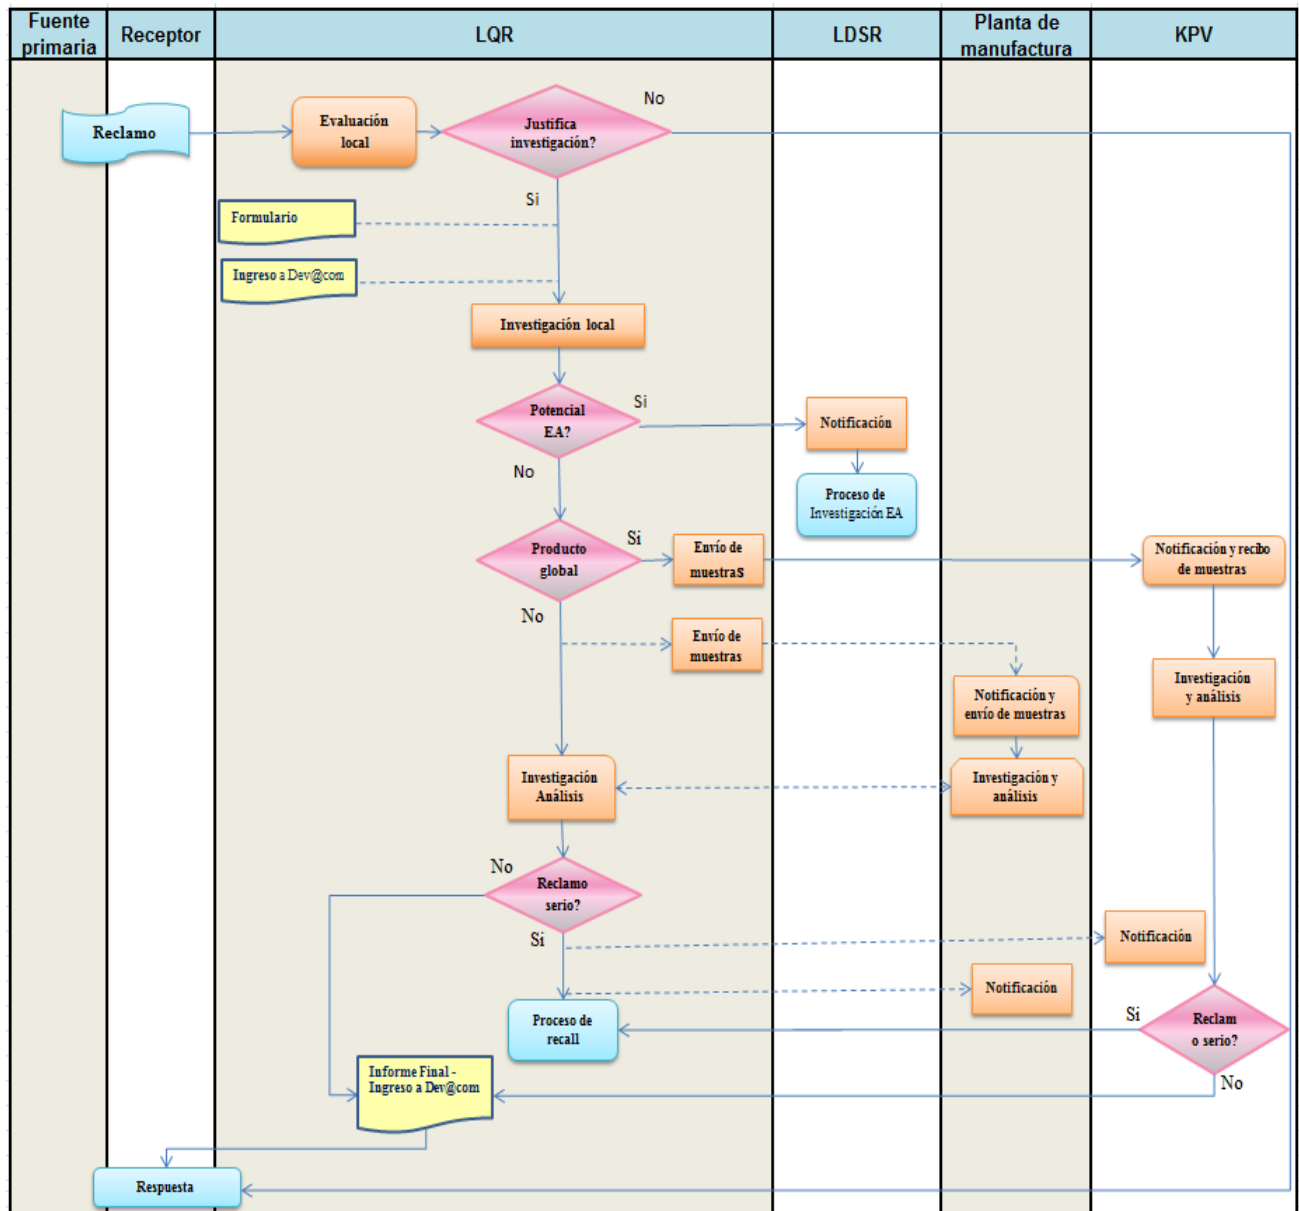 Fuente
primaria
Receptor
LQR
LDSR
Planta de
manufactura
KPV
Reclamo
Evaluación
local
Justifica
investigación?
No
Si
Formulario
Ingreso a Dev@com
Investigación local
Potencial
EA?
Si
Notificación
No
Proceso de
Investigación EA
Producto
global
Si
Envío de
muestras
Notificación y recibo
de muestras
No
Envío de
muestras
Investigación
y análisis
Notificación y
envío de muestras
Investigación
Análisis
Investigación y
análisis
No
Reclamo
serio?
Si
Notificación
Notificación
Proceso de
recall
Si
Reclam
o serio?
No
Informe Final -
Ingreso a Dev@com
Respuesta